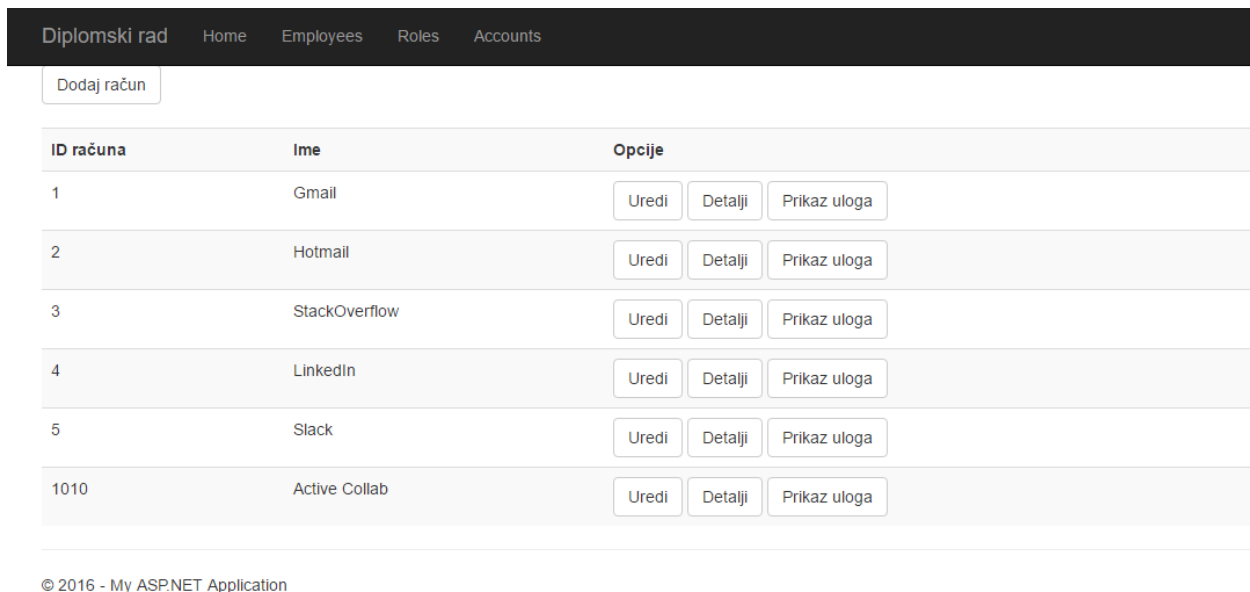 Diplomski rad Home Employees Roles Accounts
Dodaj račun
ID računa Ime Opcije
1 Gmail Uredi Detalji Prikaz uloga
2 Hotmail Uredi Detalji Prikaz uloga
3 StackOverflow Uredi Detalji Prikaz uloga
4 LinkedIn Uredi Detalji Prikaz uloga
5 Slack Uredi Detalji Prikaz uloga
1010 Active Collab Uredi Detalji Prikaz uloga
© 2016 - My ASP.NET Application